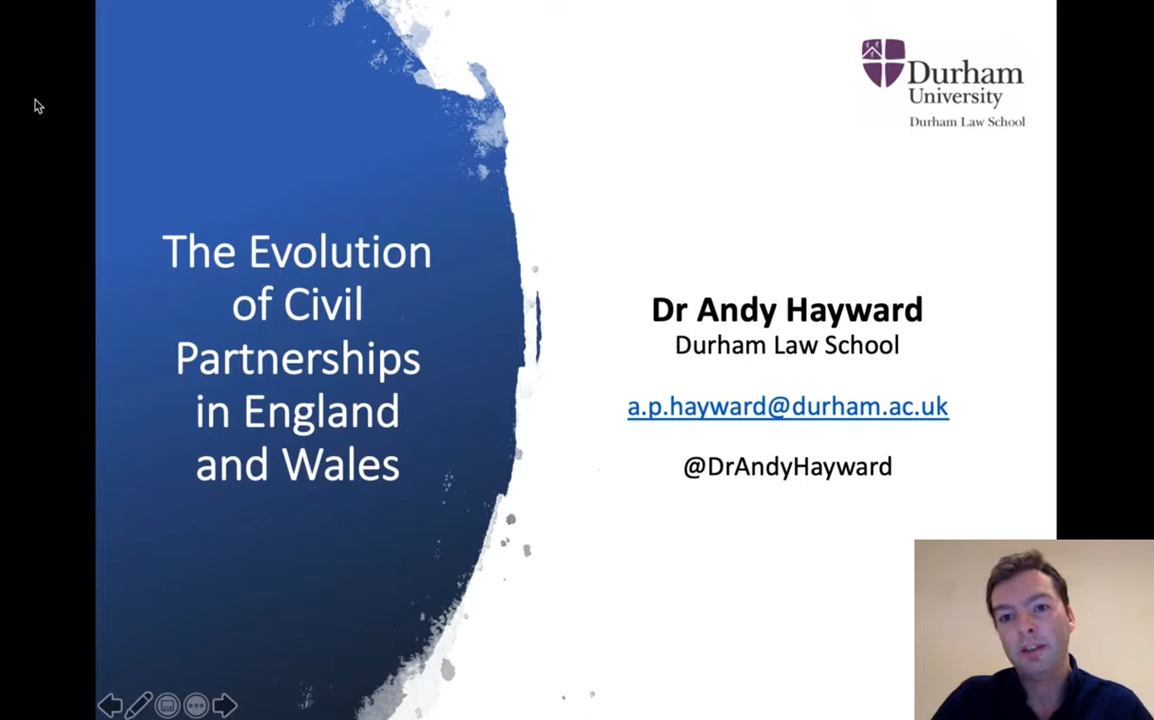 The Evolution
of Civil
Partnerships
in England
and Wales
Durham
University
Durham Law School
Dr Andy Hayward
Durham Law School
a.p.hayward@durham.ac.uk
@DrAndyHayward